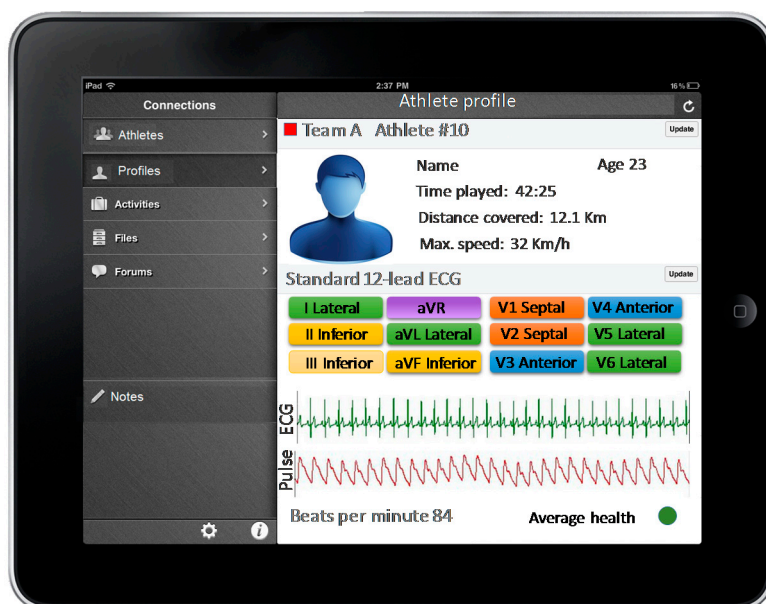 iPad
2:37 PM
16%
Connections
Athlete profile
Athletes
Profiles
Activities
Files
Forums
Notes
Team A Athlete #10
Update
Name
Age 23
Time played: 42:25
Distance covered: 12.1 Km
Max. speed: 32 Km/h
Standard 12-lead ECG
Update
I Lateral
aVR
V1 Septal
V4 Anterior
II Inferior
aVL Lateral
V2 Septal
V5 Lateral
III Inferior
aVF Inferior
V3 Anterior
V6 Lateral
ECG
Pulse
Beats per minute 84
Average health
i